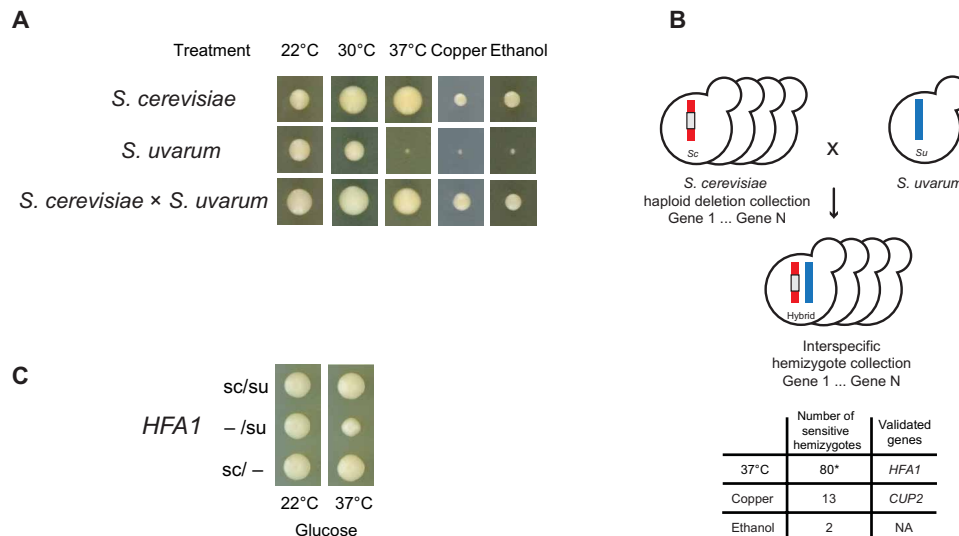 A
Treatment 22°C 30°C 37°C Copper Ethanol
S. cerevisiae
S. uvarum
S. cerevisiae × S. uvarum
B
Sc
Su
X
S. cerevisiae
haploid deletion collection
Gene 1 ... Gene N
S. uvarum
Hybrid
Interspecific
hemizygote collection
Gene 1 ... Gene N
Number of
sensitive
hemizygotes
Validated
genes
37°C 80* HFA1
Copper 13 CUP2
Ethanol 2 NA
C
HFA1
sc/su
– /su
sc/ –
22°C 37°C
Glucose